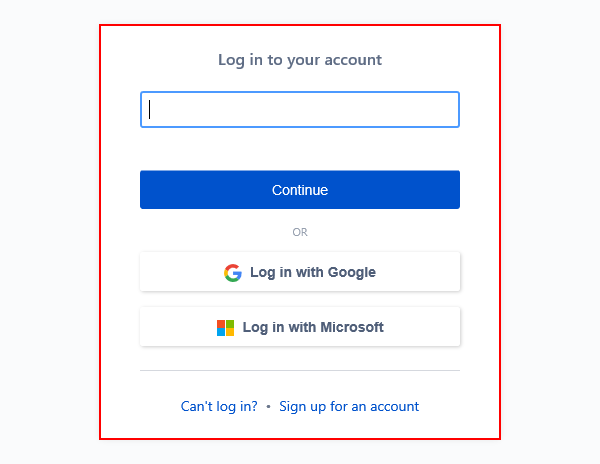 Log in to your account
Continue
OR
Log in with Google
Log in with Microsoft
Can't log in? • Sign up for an account